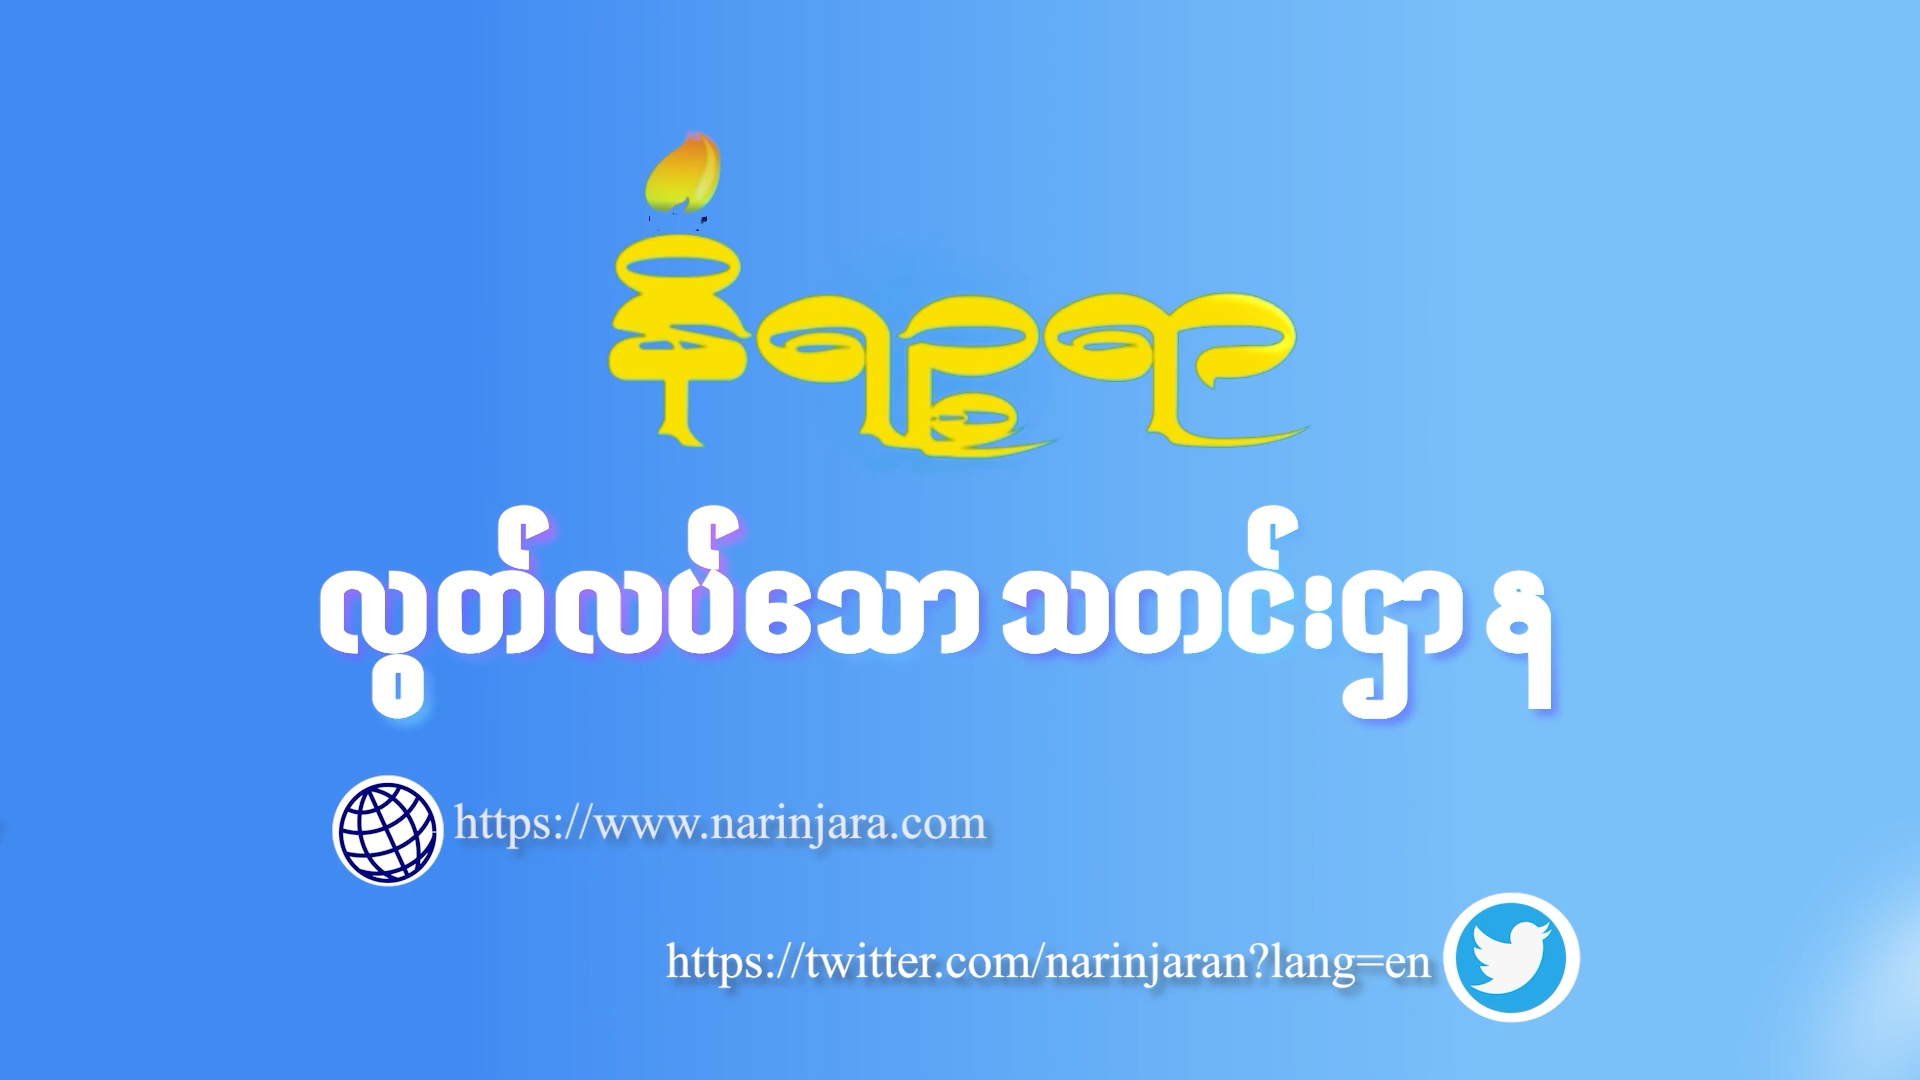 နိရဉ္စရာ
လွတ်လပ်သော သတင်းဌာန
https://www.narinjara.com
https://twitter.com/narinjaran?lang=en